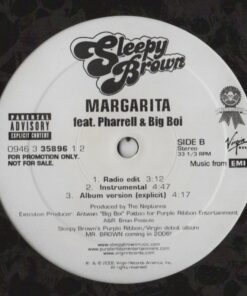 Sleepy
Brown
MARGARITA
feat. Pharrell & Big Boi
PARENTAL
ADVISORY
EXPLICIT CONTENT
0946 3 35896 1 2
FOR PROMOTION ONLY.
NOT FOR SALE.
SIDE B
Stereo
33 1/3 RPM
Music from EMI
1. Radio edit 3:12
2. Instrumental 4:47
3. Album version (explicit) 4:17
Produced by The Neptunes
Executive Producer: Antwan "Big Boi" Patton for Purple Ribbon Entertainment
A&R: Brian Frasola
Sleepy Brown's Purple Ribbon/Virgin debut album
MR. BROWN coming in 2006!
www.sleepybrownmusic.com
www.purpleribbonentertainment.com
www.virginrecords.com